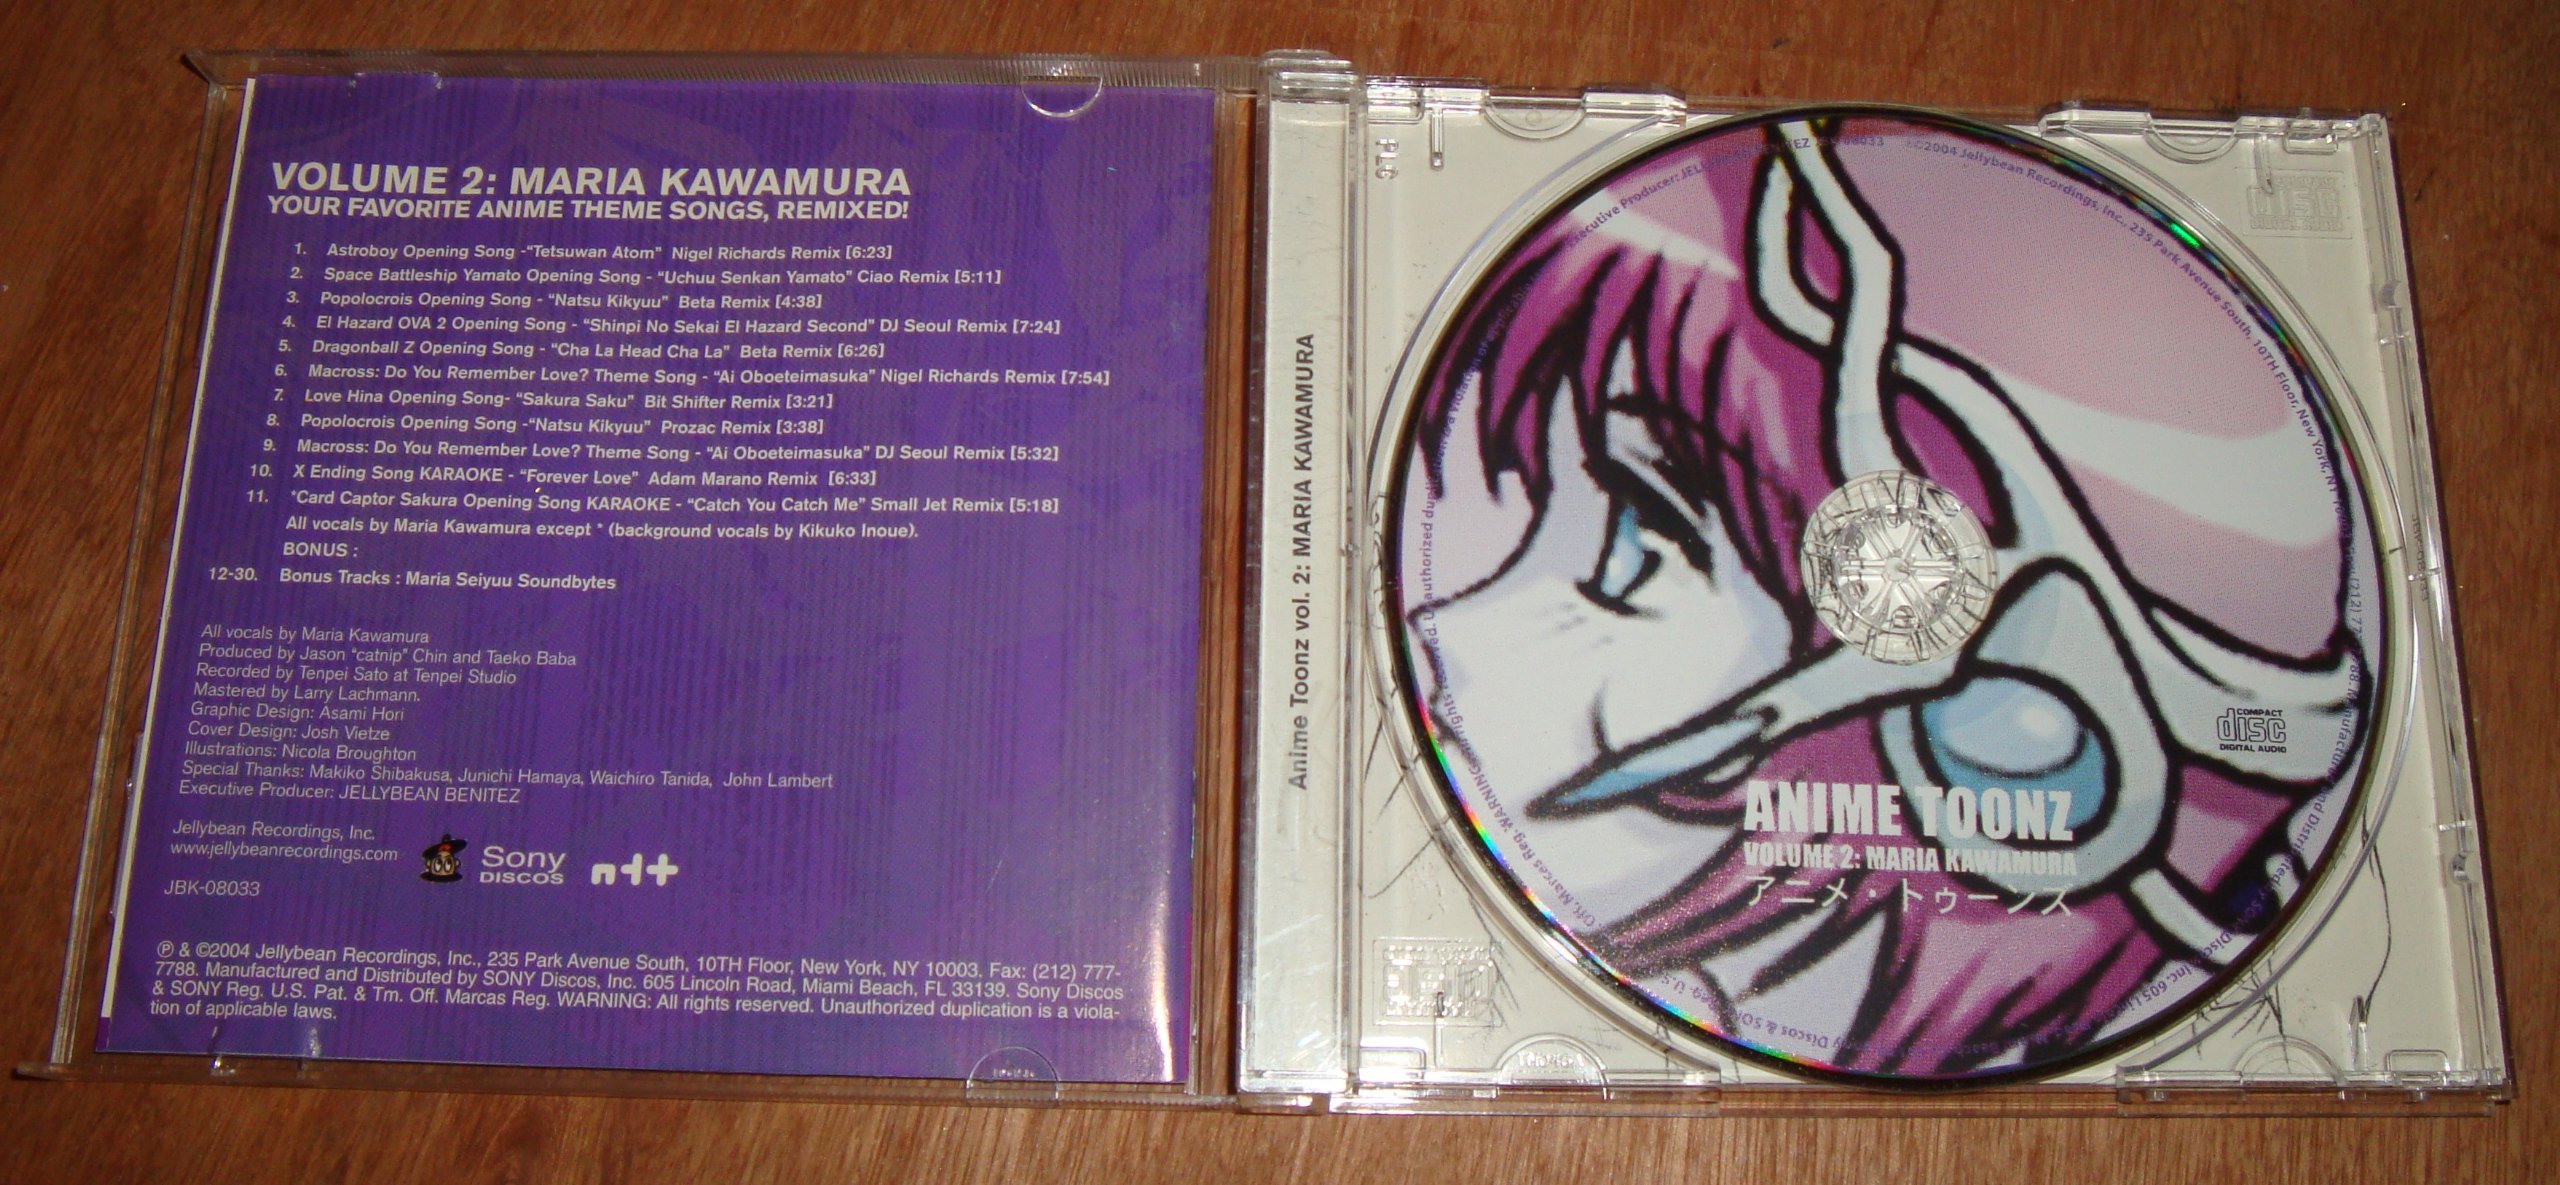 VOLUME 2: MARIA KAWAMURA
YOUR FAVORITE ANIME THEME SONGS, REMIXED!
1. Astroboy Opening Song -“Tetsuwan Atom” Nigel Richards Remix [6:23]
2. Space Battleship Yamato Opening Song - “Uchuu Senkan Yamato” Ciao Remix [5:11]
3. Popolocrois Opening Song - “Natsu Kikyuu” Beta Remix [4:38]
4. El Hazard OVA 2 Opening Song - “Shinpi No Sekai El Hazard Second” DJ Seoul Remix [7:24]
5. Dragonball Z Opening Song - “Cha La Head Cha La” Beta Remix [6:26]
6. Macross: Do You Remember Love? Theme Song - “Ai Oboeteimasuka” Nigel Richards Remix [7:54]
7. Love Hina Opening Song- “Sakura Saku” Bit Shifter Remix [3:21]
8. Popolocrois Opening Song -“Natsu Kikyuu” Prozac Remix [3:38]
9. Macross: Do You Remember Love? Theme Song - “Ai Oboeteimasuka” DJ Seoul Remix [5:32]
10. X Ending Song KARAOKE - “Forever Love” Adam Marano Remix [6:33]
11. *Card Captor Sakura Opening Song KARAOKE - “Catch You Catch Me” Small Jet Remix [5:18]
All vocals by Maria Kawamura except * (background vocals by Kikuko Inoue).
BONUS :
12-30. Bonus Tracks : Maria Seiyuu Soundbytes
All vocals by Maria Kawamura
Produced by Jason “catnip” Chin and Taeko Baba
Recorded by Tenpei Sato at Tenpei Studio
Mastered by Larry Lachmann.
Graphic Design: Asami Hori
Cover Design: Josh Vietze
Illustrations: Nicola Broughton
Special Thanks: Makiko Shibakusa, Junichi Hamaya, Waichiro Tanida, John Lambert
Executive Producer: JELLYBEAN BENITEZ
Jellybean Recordings, Inc.
www.jellybeanrecordings.com
Sony
DISCOS
JBK-08033
℗ & ©2004 Jellybean Recordings, Inc., 235 Park Avenue South, 10TH Floor, New York, NY 10003. Fax: (212) 777-
7788. Manufactured and Distributed by SONY Discos, Inc. 605 Lincoln Road, Miami Beach, FL 33139. Sony Discos
& SONY Reg. U.S. Pat. & Tm. Off. Marcas Reg. WARNING: All rights reserved. Unauthorized duplication is a viola-
tion of applicable laws.
Anime Toonz vol. 2: MARIA KAWAMURA
Executive Producer:
©2004 Jellybean Recordings, Inc., 235 Park Avenue South, 10TH Floor, New York, NY
COMPACT
disc
DIGITAL AUDIO
ANIME TOONZ
VOLUME 2: MARIA KAWAMURA
アニメ・トゥーンズ